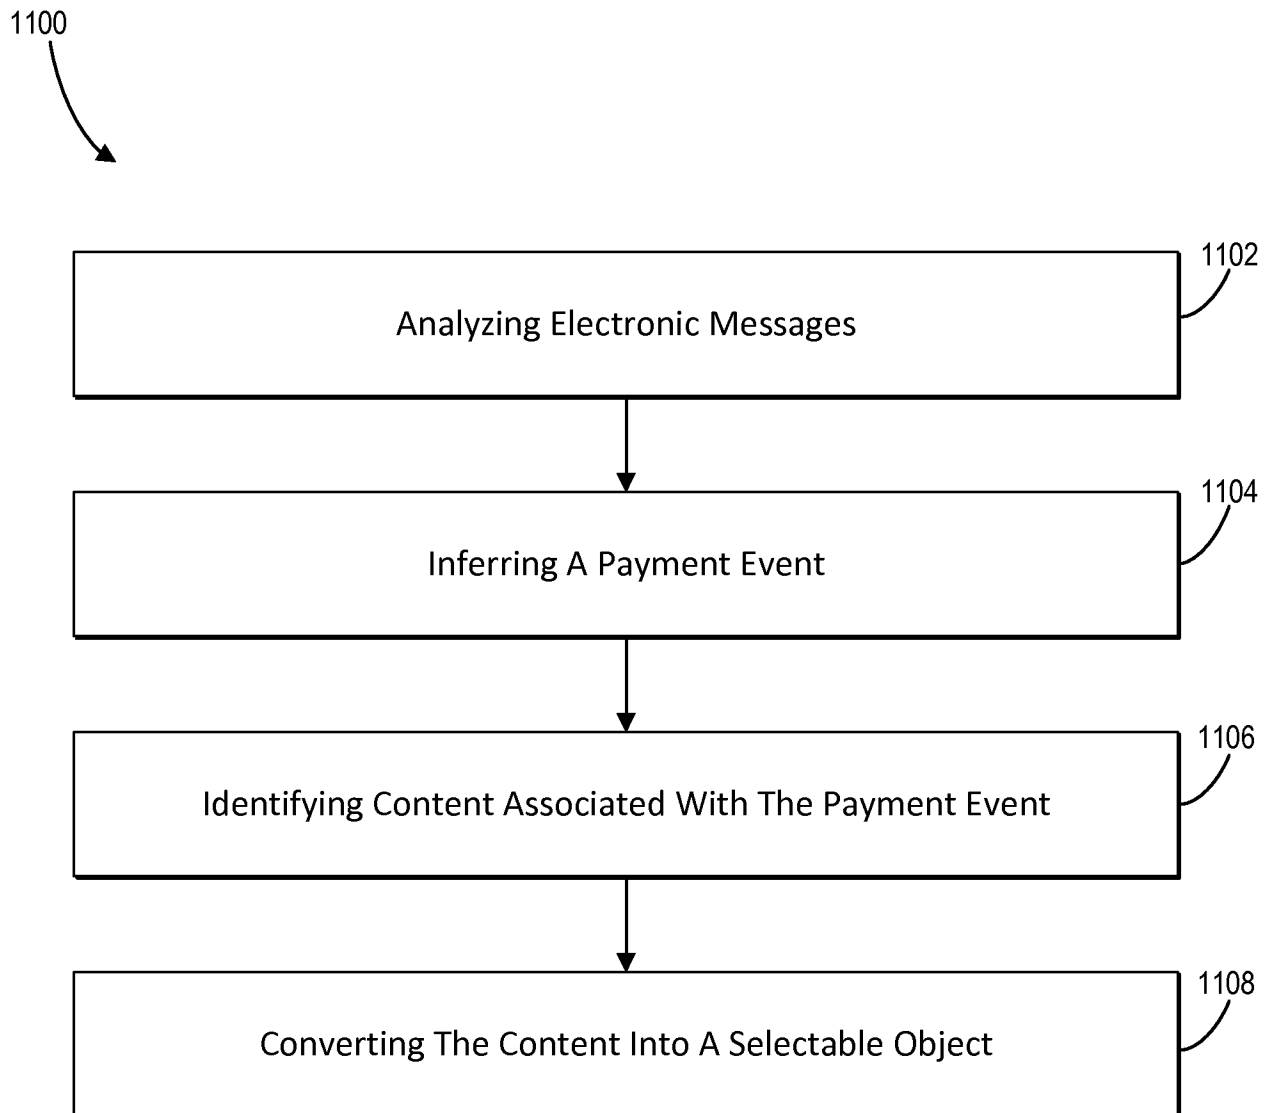 1100
1102
Analyzing Electronic Messages
1104
Inferring A Payment Event
1106
Identifying Content Associated With The Payment Event
1108
Converting The Content Into A Selectable Object